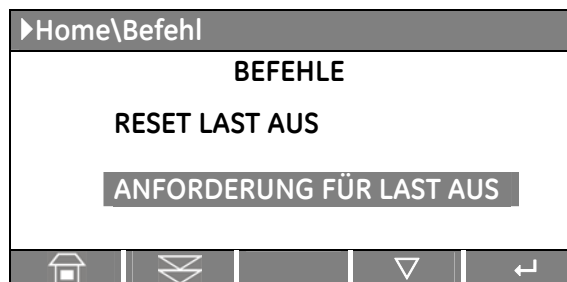 Home\Befehl
BEFEHLE
RESET LAST AUS
ANFORDERUNG FÜR LAST AUS